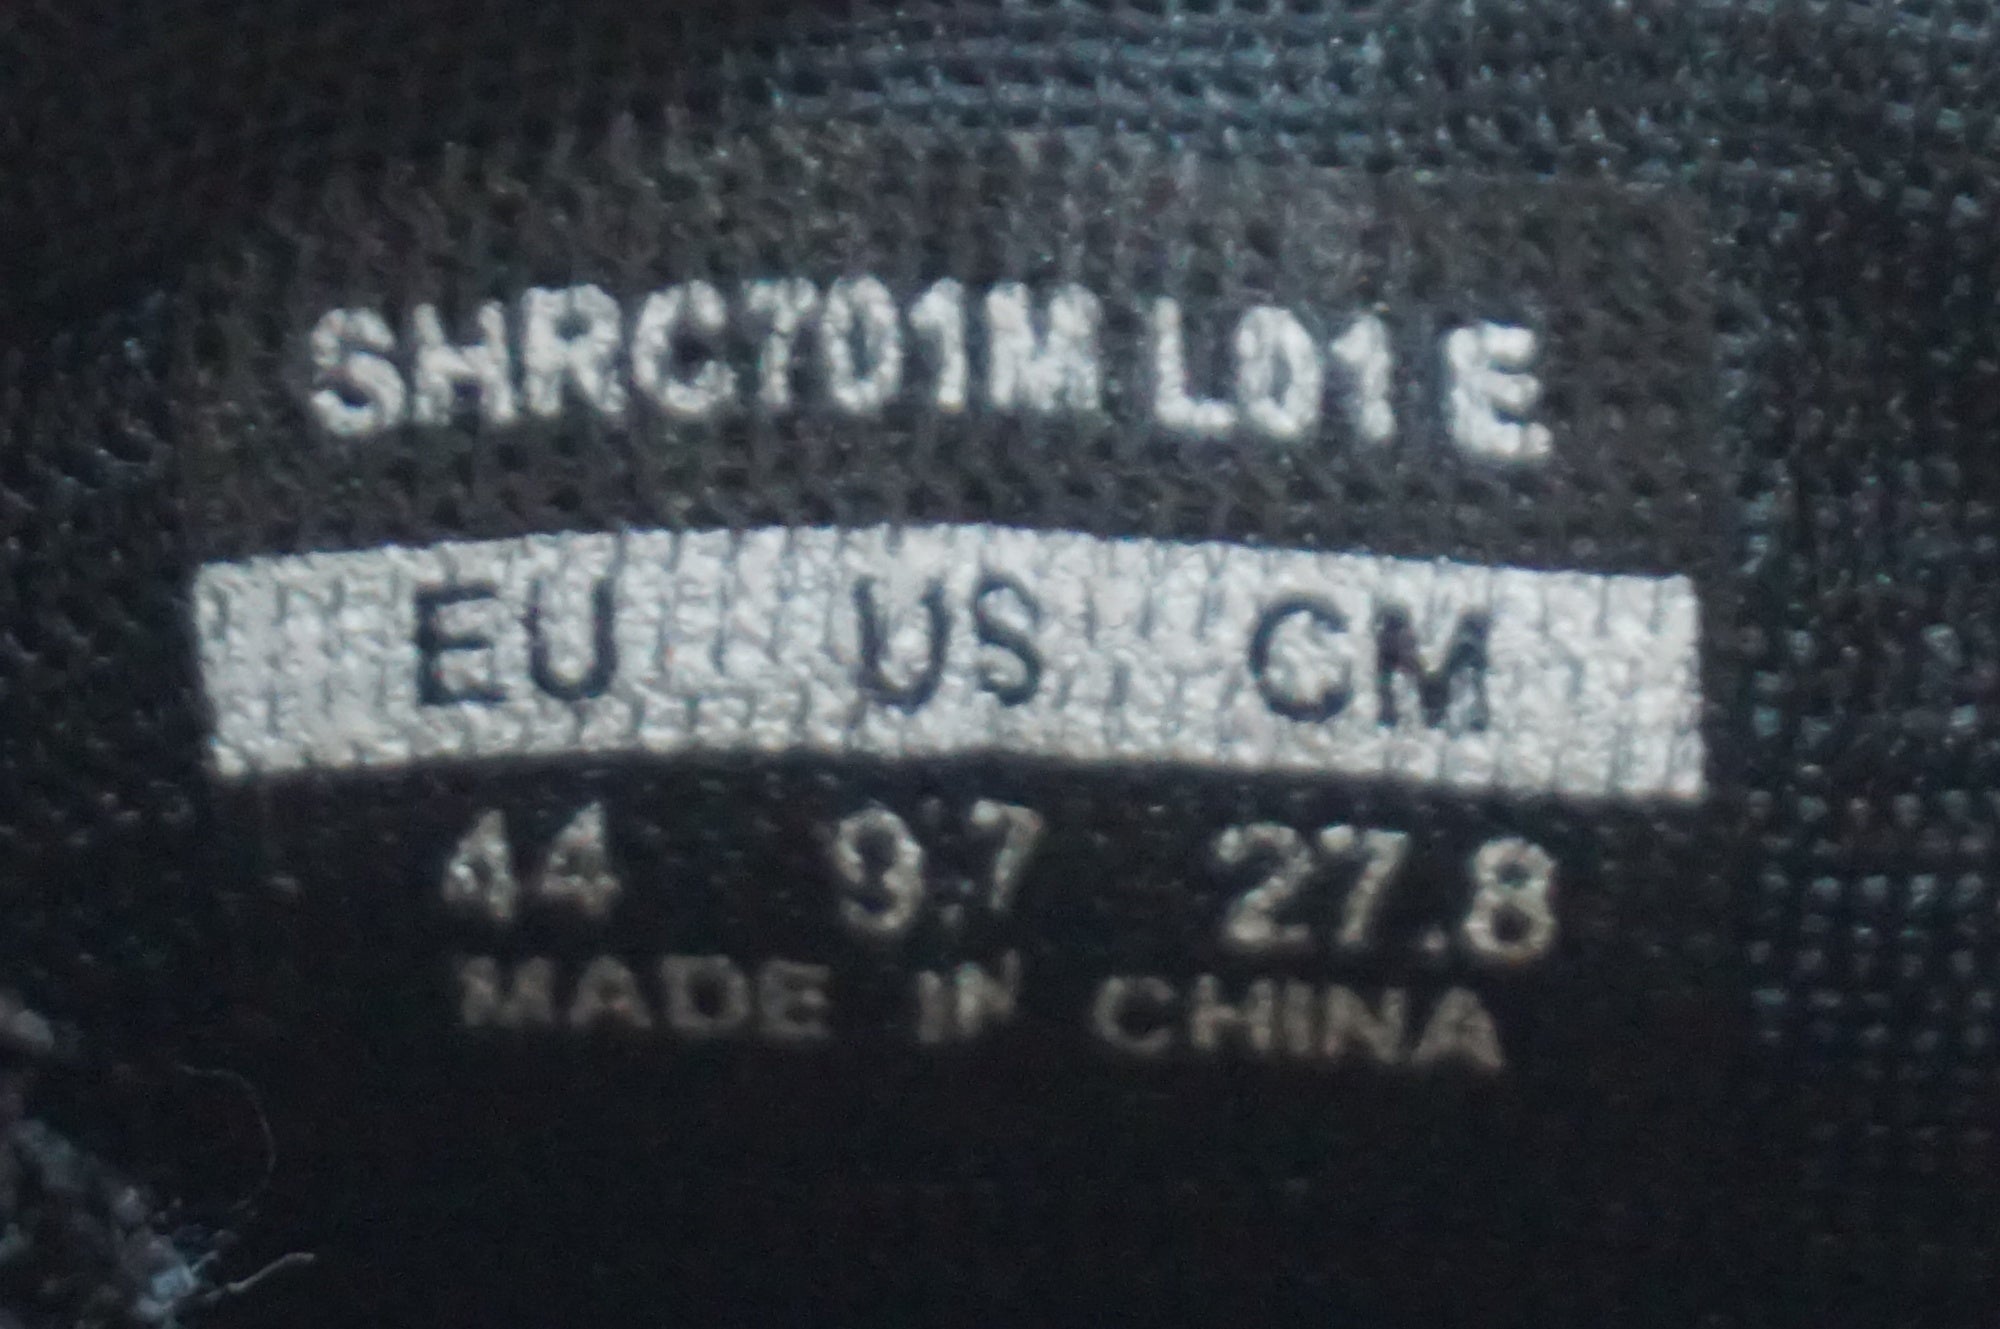 SHRC701M L01 E
EU US CM
44 9.7 27.8
MADE IN CHINA